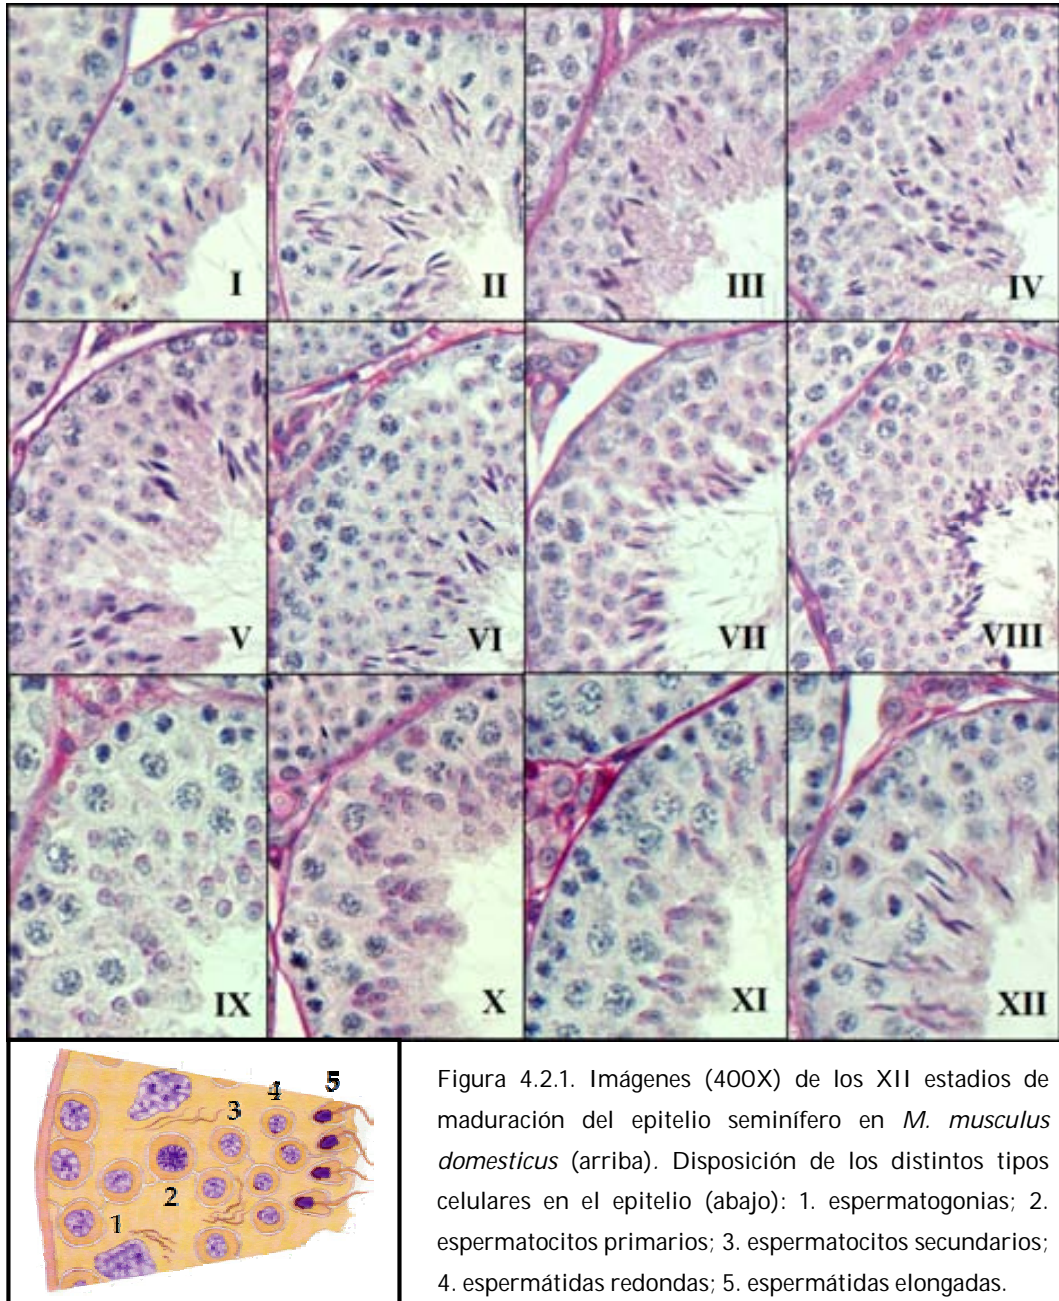 I
II
III
IV
V
VI
VII
VIII
IX
X
XI
XII
1
2
3
4
5
Figura 4.2.1. Imágenes (400X) de los XII estadios de
maduración del epitelio seminífero en M. musculus
domesticus (arriba). Disposición de los distintos tipos
celulares en el epitelio (abajo): 1. espermatogonias; 2.
espermatocitos primarios; 3. espermatocitos secundarios;
4. espermátidas redondas; 5. espermátidas elongadas.